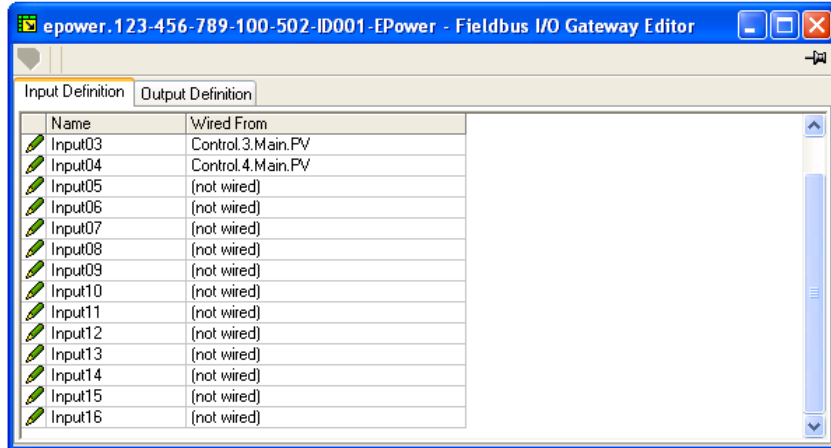 epower.123-456-789-100-502-ID001-EPower - Fieldbus I/O Gateway Editor
Input Definition Output Definition
Name Wired From
Input03 Control.3.Main.PV
Input04 Control.4.Main.PV
Input05 (not wired)
Input06 (not wired)
Input07 (not wired)
Input08 (not wired)
Input09 (not wired)
Input10 (not wired)
Input11 (not wired)
Input12 (not wired)
Input13 (not wired)
Input14 (not wired)
Input15 (not wired)
Input16 (not wired)